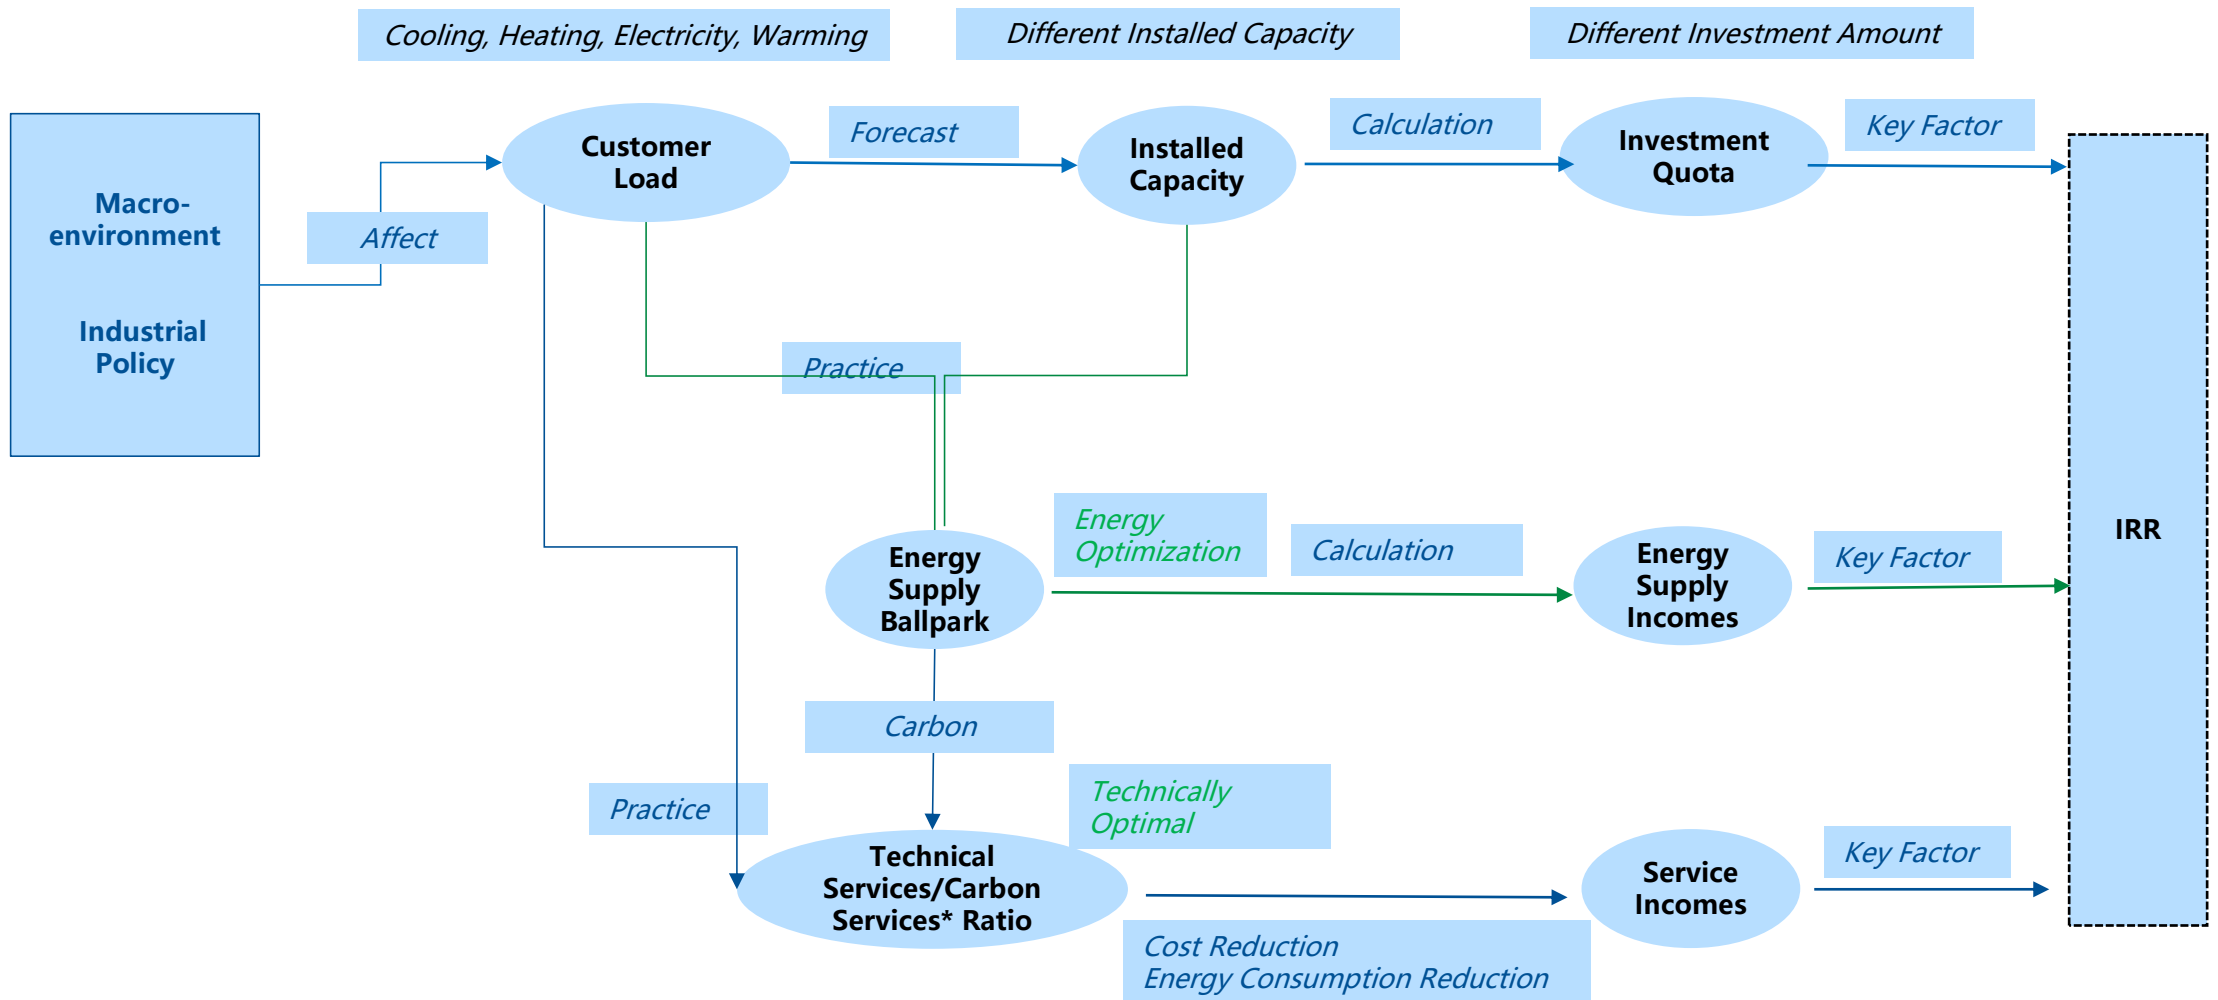 Cooling, Heating, Electricity, Warming
Different Installed Capacity
Different Investment Amount
Macro-
environment
Industrial
Policy
Affect
Customer
Load
Forecast
Installed
Capacity
Calculation
Investment
Quota
Key Factor
Practice
Energy
Supply
Ballpark
Energy
Optimization
Calculation
Energy
Supply
Incomes
Key Factor
IRR
Carbon
Practice
Technically
Optimal
Technical
Services/Carbon
Services* Ratio
Cost Reduction
Energy Consumption Reduction
Service
Incomes
Key Factor